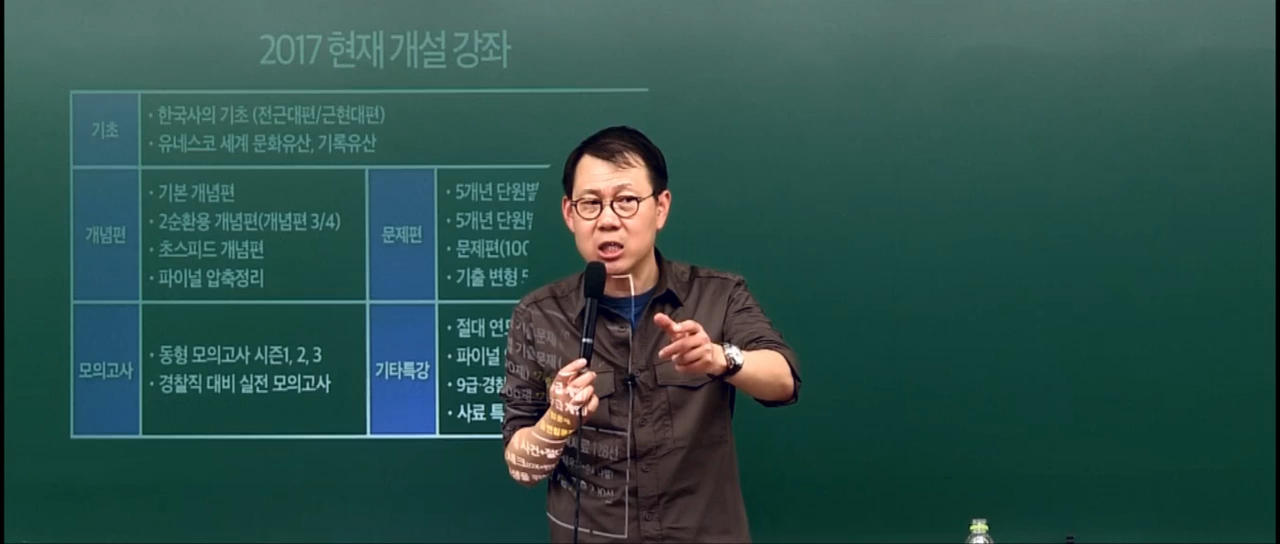 2017 현재 개설 강좌
기초
· 한국사의 기초 (전근대편/근현대편)
· 유네스코 세계 문화유산, 기록유산
개념편
· 기본 개념편
· 2순환용 개념편(개념편 3/4)
· 초스피드 개념편
· 파이널 압축정리
문제편
· 5개년 단원별
· 5개년 단원
· 문제편(100
· 기출 변형
모의고사
· 동형 모의고사 시즌1, 2, 3
· 경찰직 대비 실전 모의고사
기타특강
· 절대
· 파이널
· 9급·경찰
· 사료